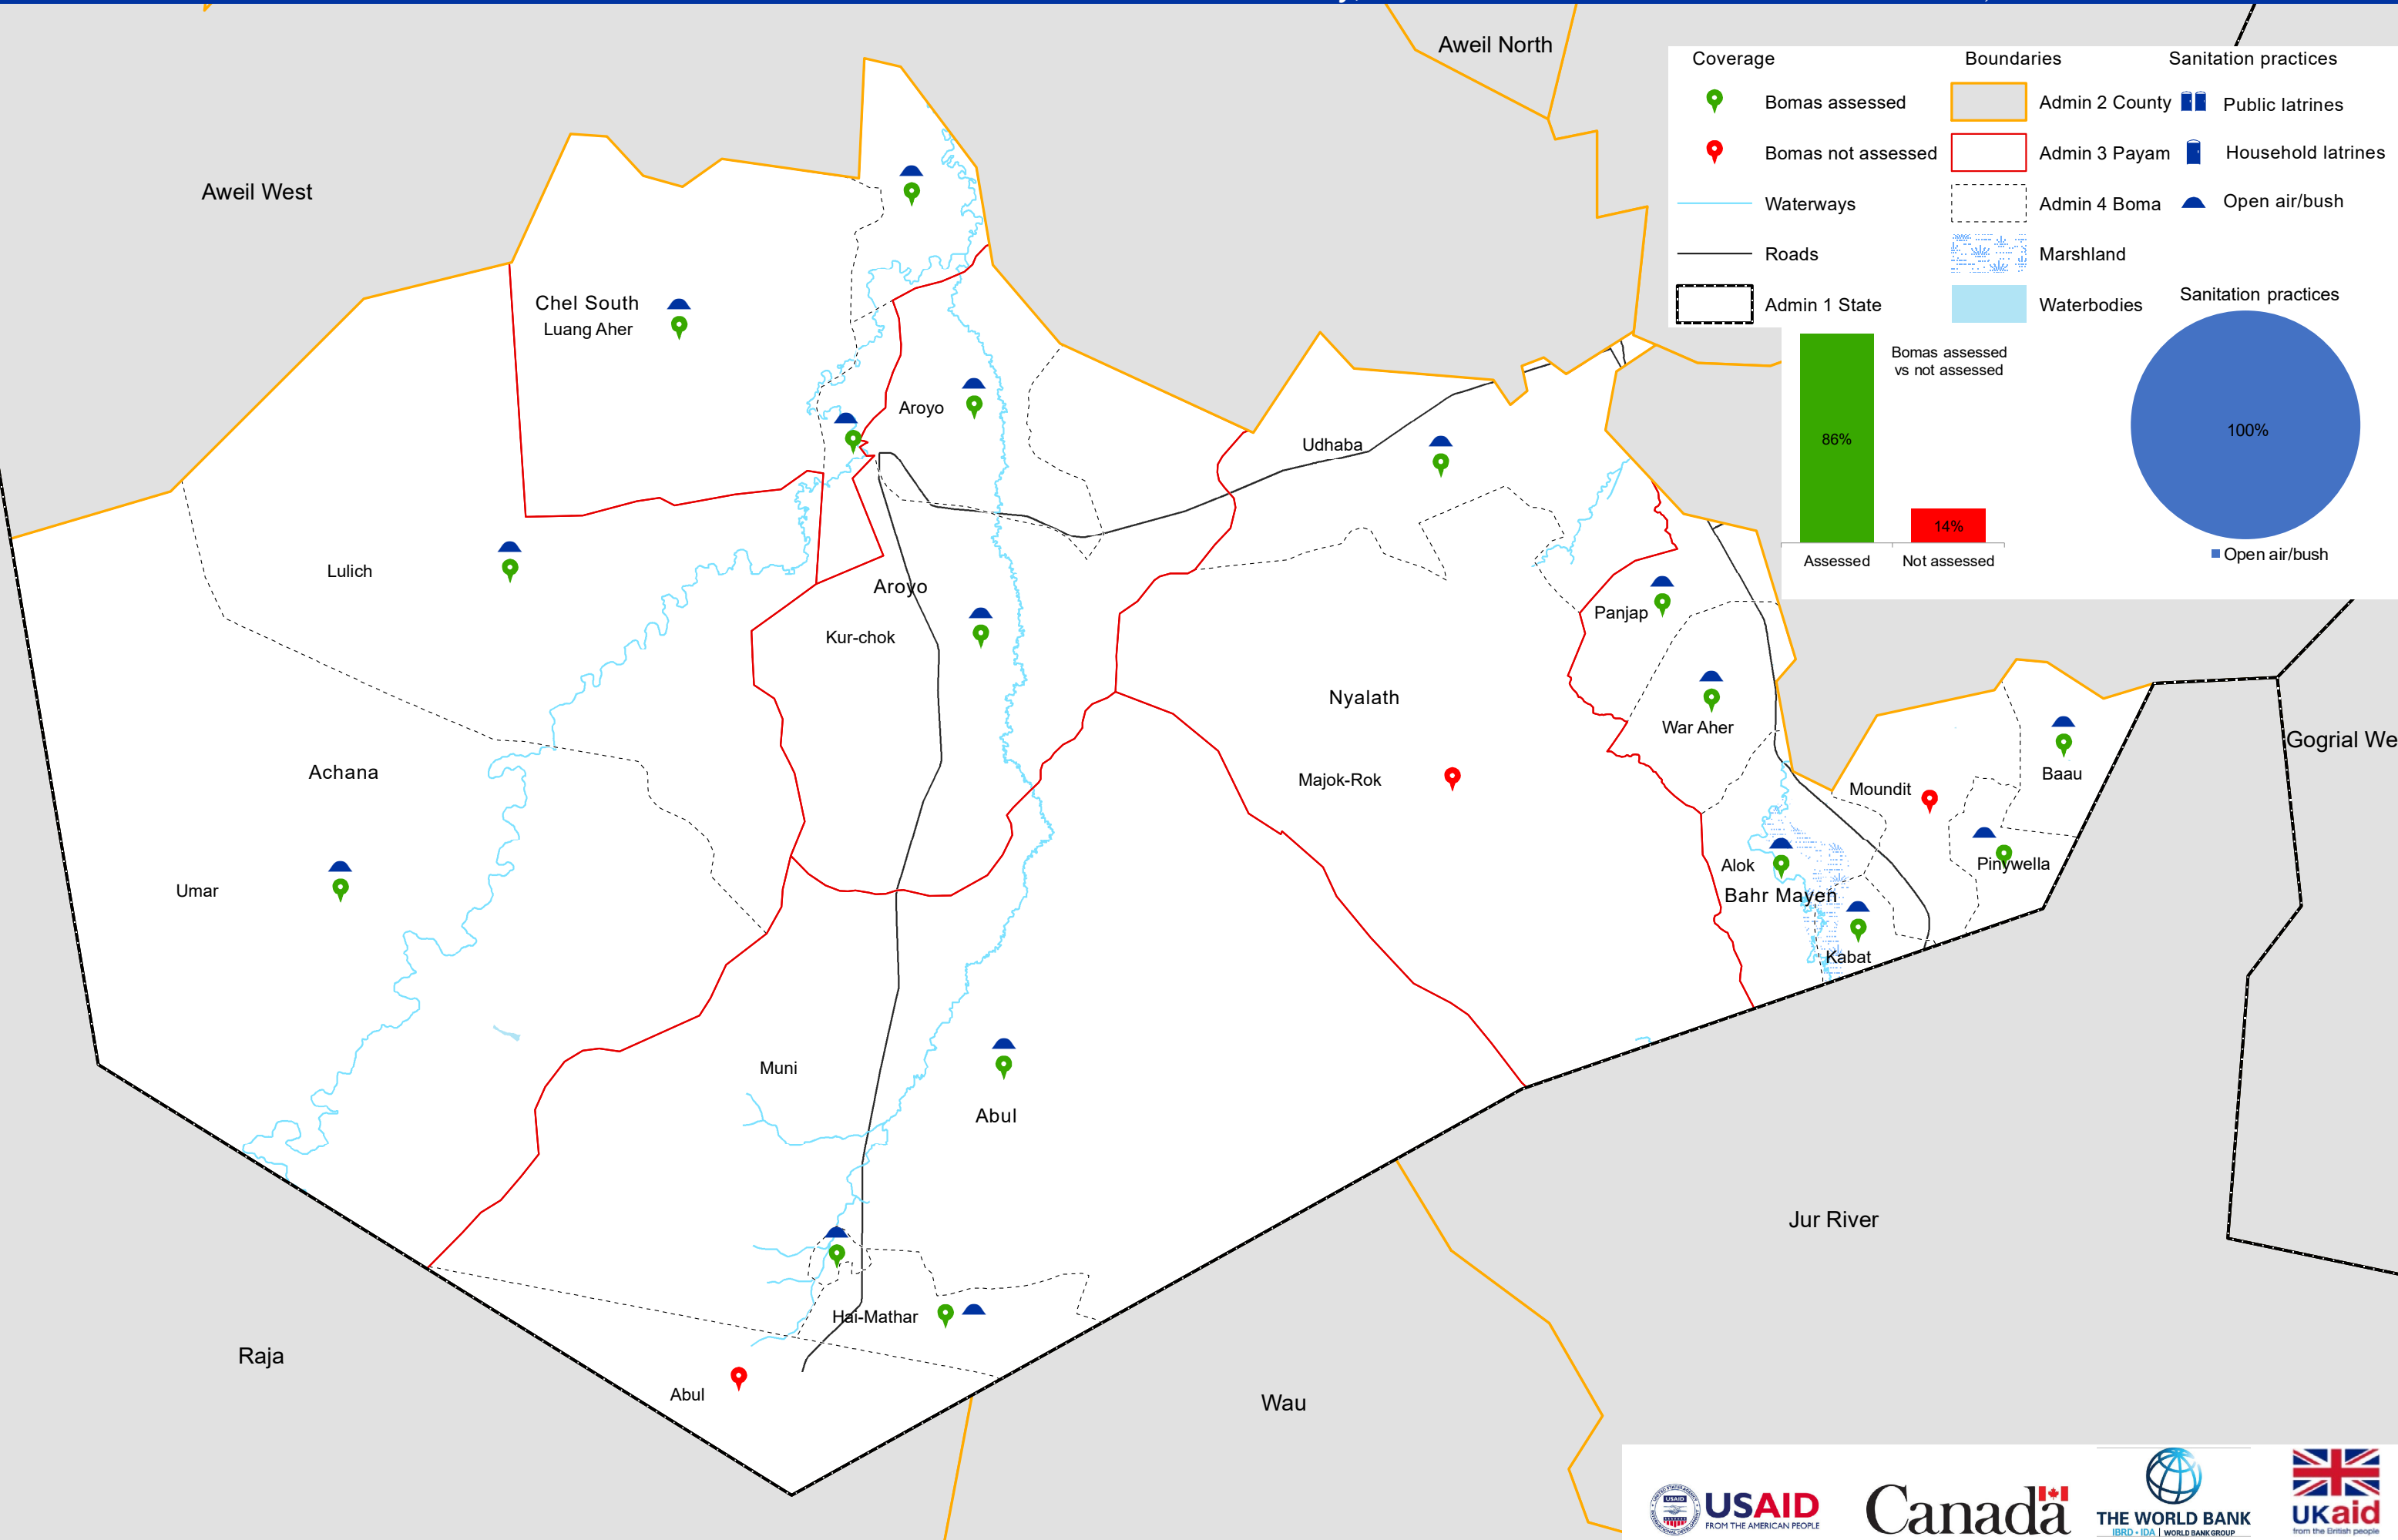 Aweil North
Aweil West
Coverage
Boundaries
Sanitation practices
Bomas assessed
Admin 2 County
Public latrines
Bomas not assessed
Admin 3 Payam
Household latrines
Waterways
Admin 4 Boma
Open air/bush
Roads
Marshland
Admin 1 State
Waterbodies
Sanitation practices
100%
Open air/bush
Bomas assessed
vs not assessed
86%
14%
Assessed
Not assessed
Chel South
Luang Aher
Aroyo
Udhaba
Lulich
Aroyo
Kur-chok
Panjap
Nyalath
War Aher
Gogrial We
Achana
Majok-Rok
Moundit
Baau
Umar
Alok
Pinywella
Bahr Mayen
Kabat
Muni
Abul
Jur River
Hai-Mathar
Raja
Abul
Wau
USAID
FROM THE AMERICAN PEOPLE
Canada
THE WORLD BANK
IBRD • IDA | WORLD BANK GROUP
UKaid
from the British people